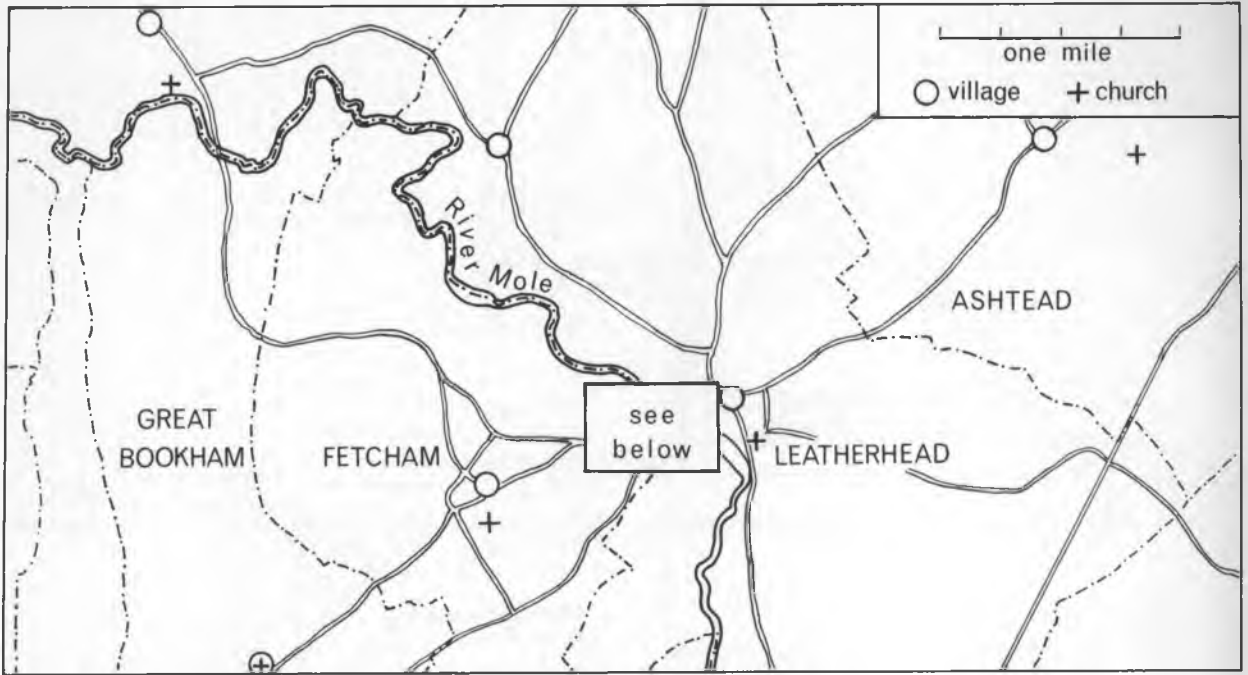 one mile
village
church
River
Mole
ASHTEAD
GREAT
BOOKHAM
FETCHAM
see
below
LEATHERHEAD